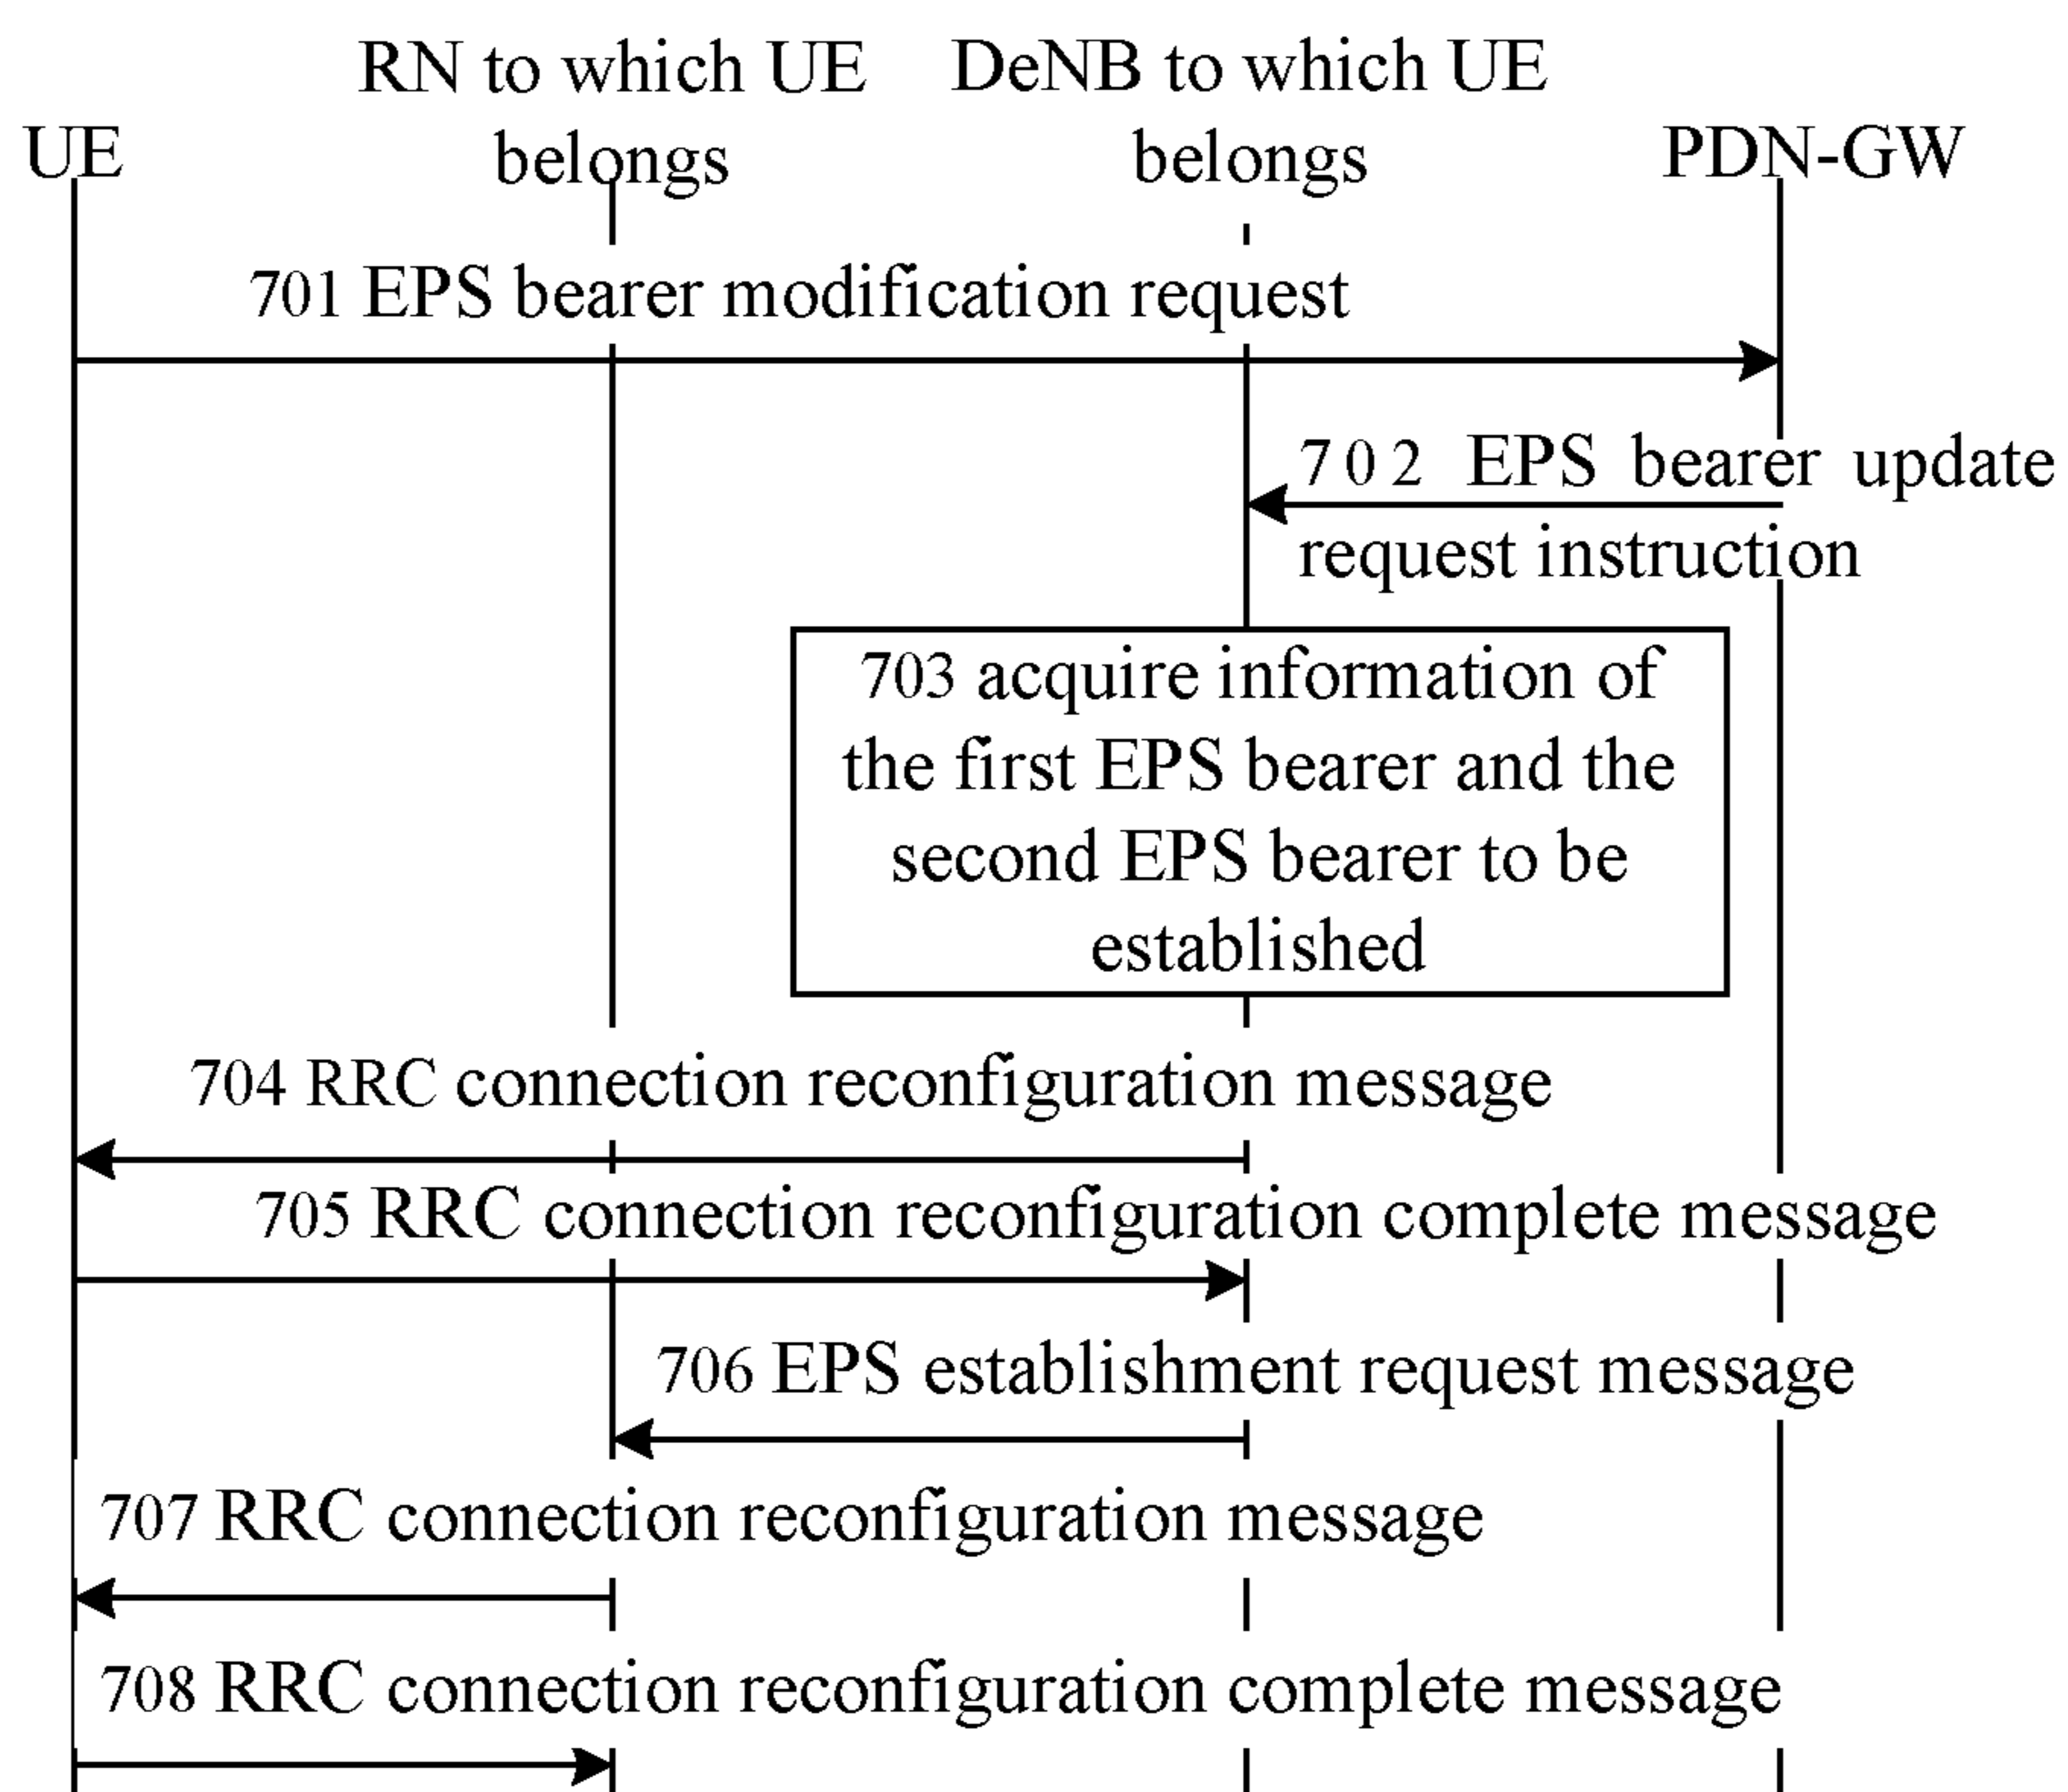 RN to which UE belongs
DeNB to which UE belongs
UE
PDN-GW
701 EPS bearer modification request
702 EPS bearer update
request instruction
703 acquire information of
the first EPS bearer and the
second EPS bearer to be
established
704 RRC connection reconfiguration message
705 RRC connection reconfiguration complete message
706 EPS establishment request message
707 RRC connection reconfiguration message
708 RRC connection reconfiguration complete message